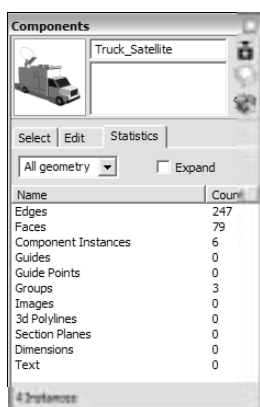 Components
Truck_Satellite
Select Edit Statistics
All geometry Expand
Name Count
Edges 247
Faces 79
Component Instances 6
Guides 0
Guide Points 0
Groups 3
Images 0
3d Polylines 0
Section Planes 0
Dimensions 0
Text 0
4 Instances